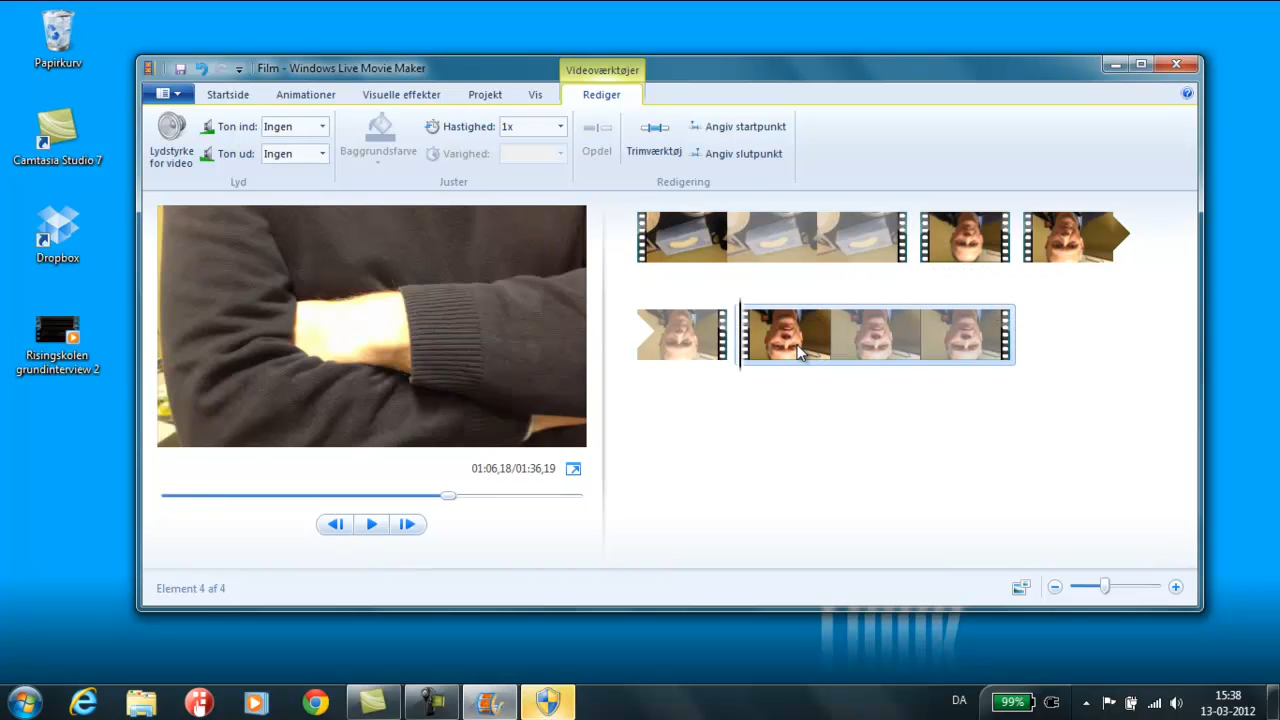 Papirkurv
Camtasia Studio 7
Dropbox
Risingskolen
grundinterview 2
Film - Windows Live Movie Maker
Videoværktøjer
Startside
Animationer
Visuelle effekter
Projekt
Vis
Rediger
Lydstyrke
for video
Ton ind:
Ingen
Ton ud:
Ingen
Lyd
Baggrundsfarve
Hastighed:
1x
Varighed:
Juster
Opdel
Trimværktøj
Angiv startpunkt
Angiv slutpunkt
Redigering
01:06,18/01:36,19
Element 4 af 4
DA
99%
15:38
13-03-2012